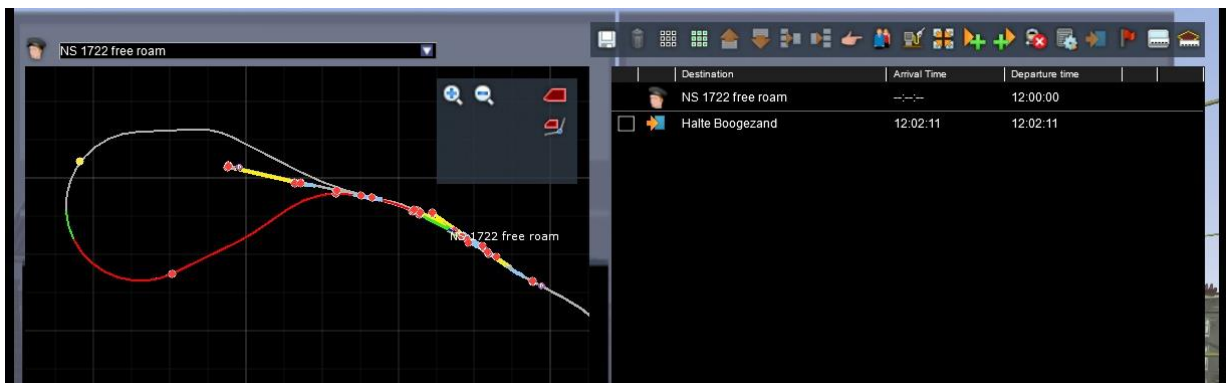 NS 1722 free roam
Destination Arrival Time Departure time
NS 1722 free roam --:--:-- 12:00:00
Halte Boogezand 12:02:11 12:02:11
NS 1722 free roam